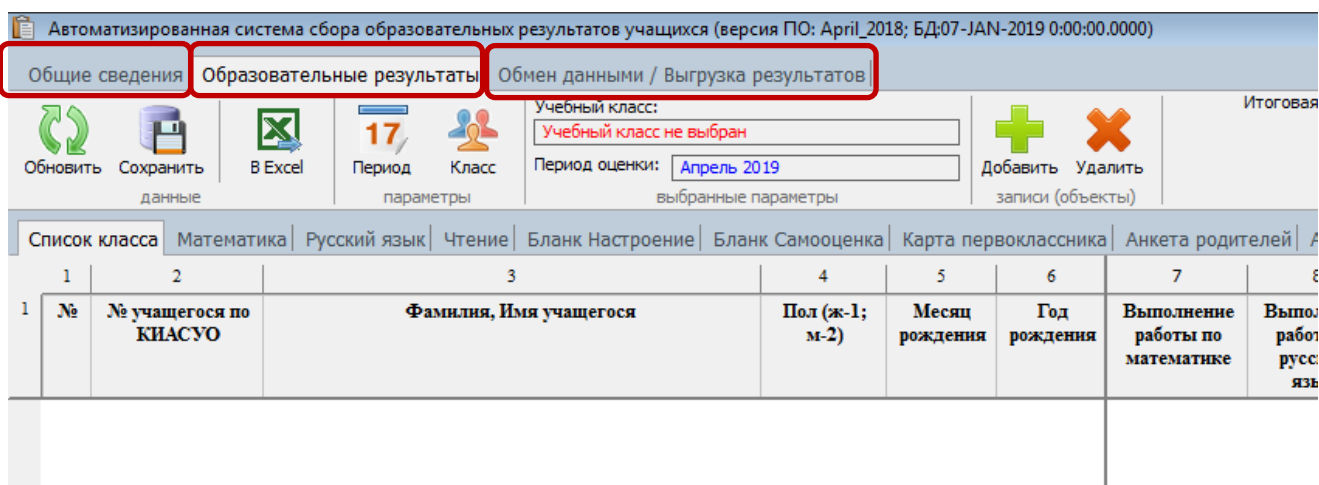 Автоматизированная система сбора образовательных результатов учащихся (версия ПО: April_2018; БД:07-JAN-2019 0:00:00.0000)
Общие сведения Образовательные результаты Обмен данными / Выгрузка результатов
Учебный класс: Итоговая
17 Учебный класс не выбран
Обновить Сохранить В Excel Период Класс Период оценки: Апрель 2019 Добавить Удалить
данные параметры выбранные параметры записи (объекты)
Список класса Математика Русский язык Чтение Бланк Настроение Бланк Самооценка Карта первоклассника Анкета родителей
1 2 3 4 5 6 7
1 № № учащегося по Фамилия, Имя учащегося Пол (ж-1; Месяц Год Выполнение
КИАСУО м-2) рождения рождения работы по
математике